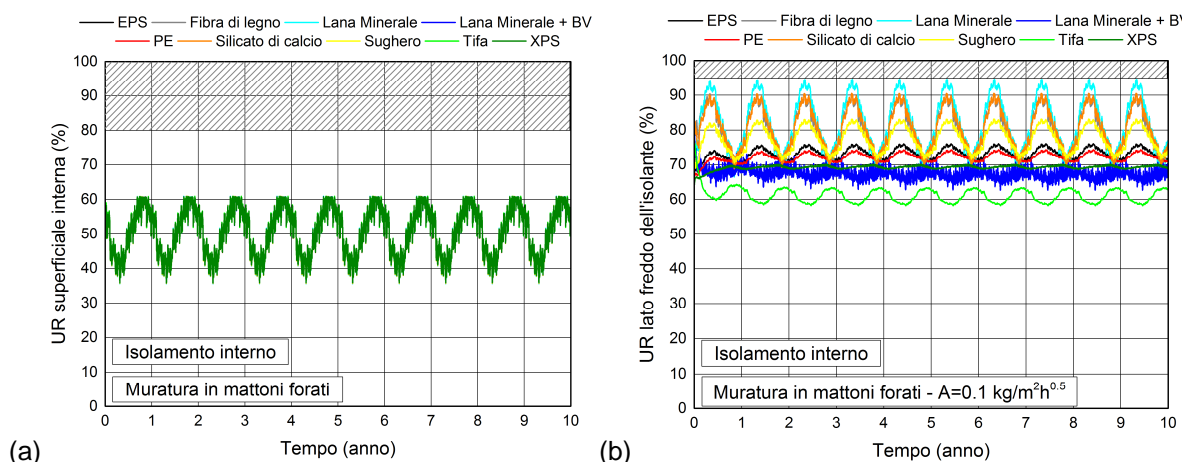 EPS Fibra di legno Lana Minerale Lana Minerale + BV
PE Silicato di calcio Sughero Tifa XPS
100
90
80
70
60
50
40
30
20
10
0
UR superficiale interna (%)
Isolamento interno
Muratura in mattoni forati
0 1 2 3 4 5 6 7 8 9 10
Tempo (anno)
(a)
EPS Fibra di legno Lana Minerale Lana Minerale + BV
PE Silicato di calcio Sughero Tifa XPS
100
90
80
70
60
50
40
30
20
10
0
UR lato freddo dell'isolante (%)
Isolamento interno
Muratura in mattoni forati - A=0.1 kg/m²h⁰·⁵
0 1 2 3 4 5 6 7 8 9 10
Tempo (anno)
(b)